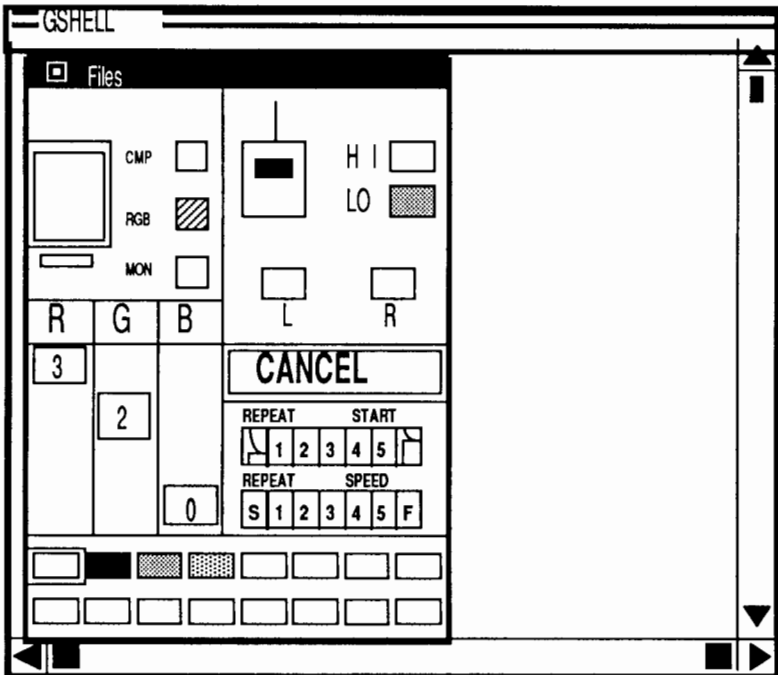 GSHELL
Files
CMP
RGB
MON
H I
LO
L R
R G B
3
2
0
CANCEL
REPEAT START
1 2 3 4 5
REPEAT SPEED
S 1 2 3 4 5 F